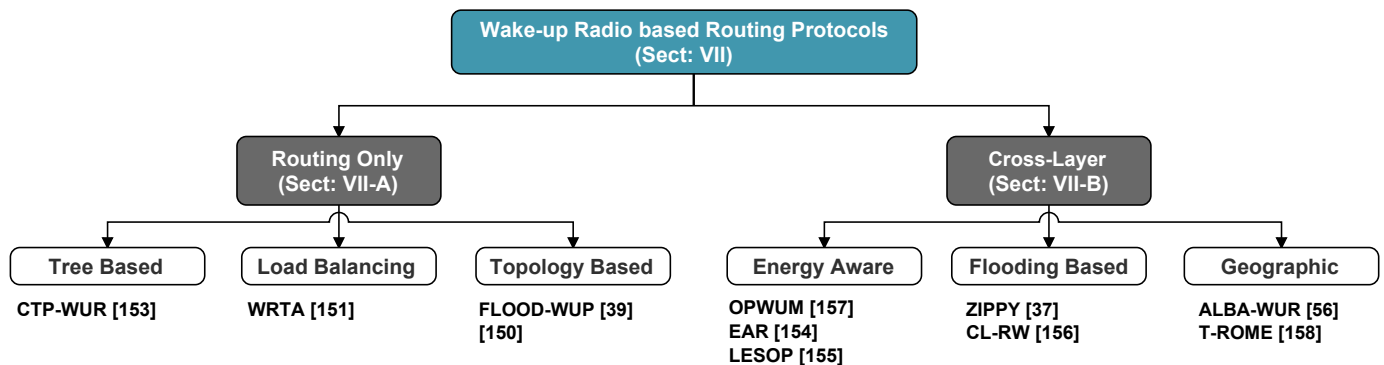 Wake-up Radio based Routing Protocols
(Sect: VII)
Routing Only
(Sect: VII-A)
Cross-Layer
(Sect: VII-B)
Tree Based
Load Balancing
Topology Based
Energy Aware
Flooding Based
Geographic
CTP-WUR [153]
WRTA [151]
FLOOD-WUP [39]
[150]
OPWUM [157]
EAR [154]
LESOP [155]
ZIPPY [37]
CL-RW [156]
ALBA-WUR [56]
T-ROME [158]